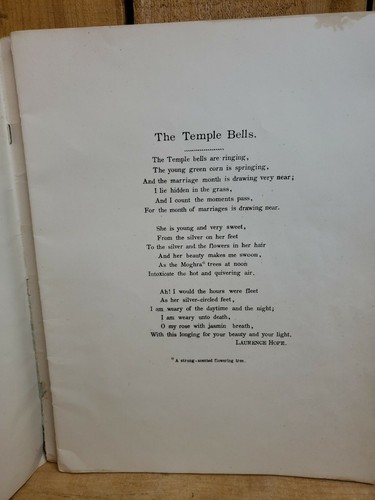 The Temple Bells.
The Temple bells are ringing,
The young green corn is springing,
And the marriage month is drawing very near;
I lie hidden in the grass,
And I count the moments pass,
For the month of marriages is drawing near.
She is young and very sweet,
From the silver on her feet
To the silver and the flowers in her hair
And her beauty makes me swoon,
As the Moghra* trees at noon
Intoxicate the hot and quivering air.
Ah! I would the hours were fleet
As her silver-circled feet,
I am weary of the daytime and the night;
I am weary unto death,
O my rose with jasmin breath,
With this longing for your beauty and your light.
LAURENCE HOPE.
* A strong-scented flowering tree.